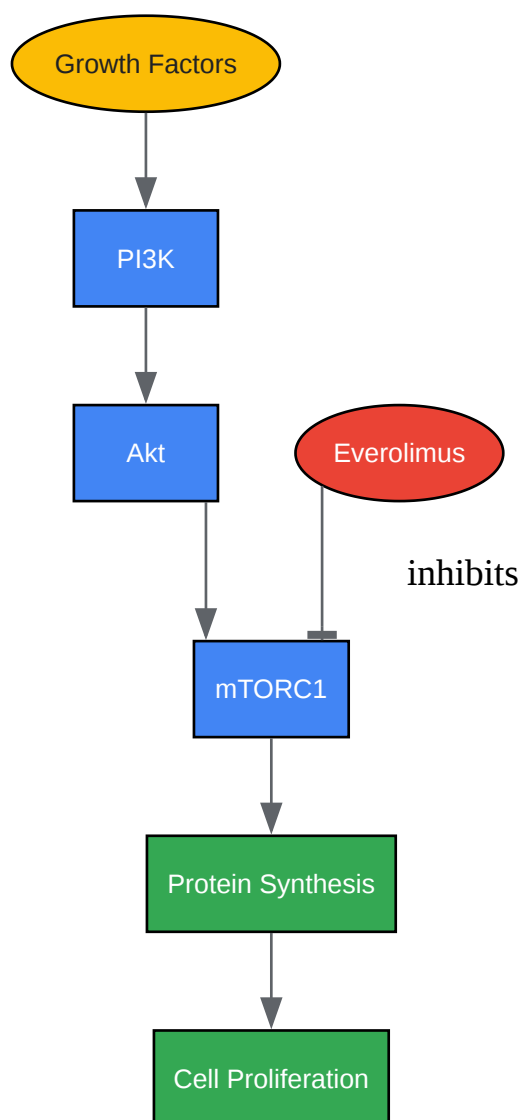 Growth Factors
PI3K
Akt
Everolimus
inhibits
mTORC1
Protein Synthesis
Cell Proliferation